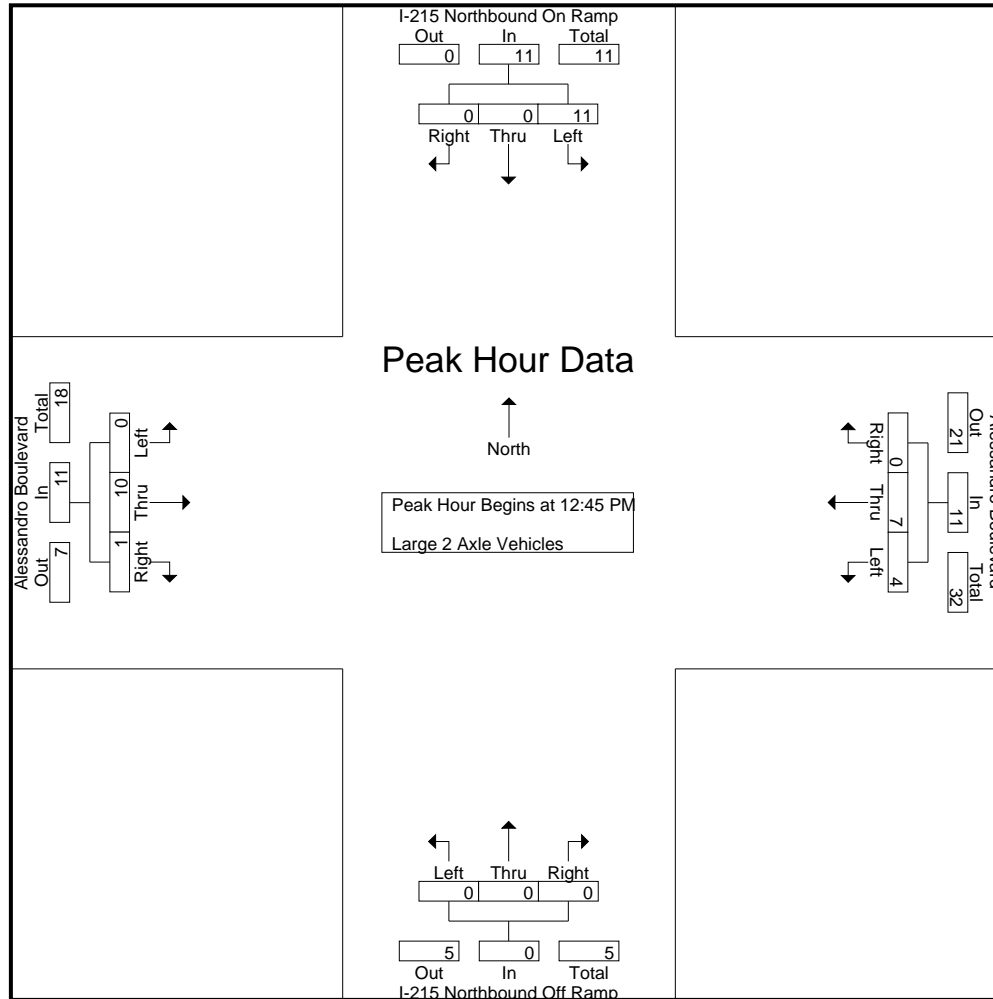 I-215 Northbound On Ramp
Out In Total
0 11 11
0 0 11
Right Thru Left
Peak Hour Data
North
Peak Hour Begins at 12:45 PM
Large 2 Axle Vehicles
Alessandro Boulevard
Total In Out
18 11 7
0 10 1
Left Thru Right
Right Thru Left
0 7 4
21 11 32
Out In Total
Alessandro Boulevard
Left Thru Right
0 0 0
5 0 5
Out In Total
I-215 Northbound Off Ramp